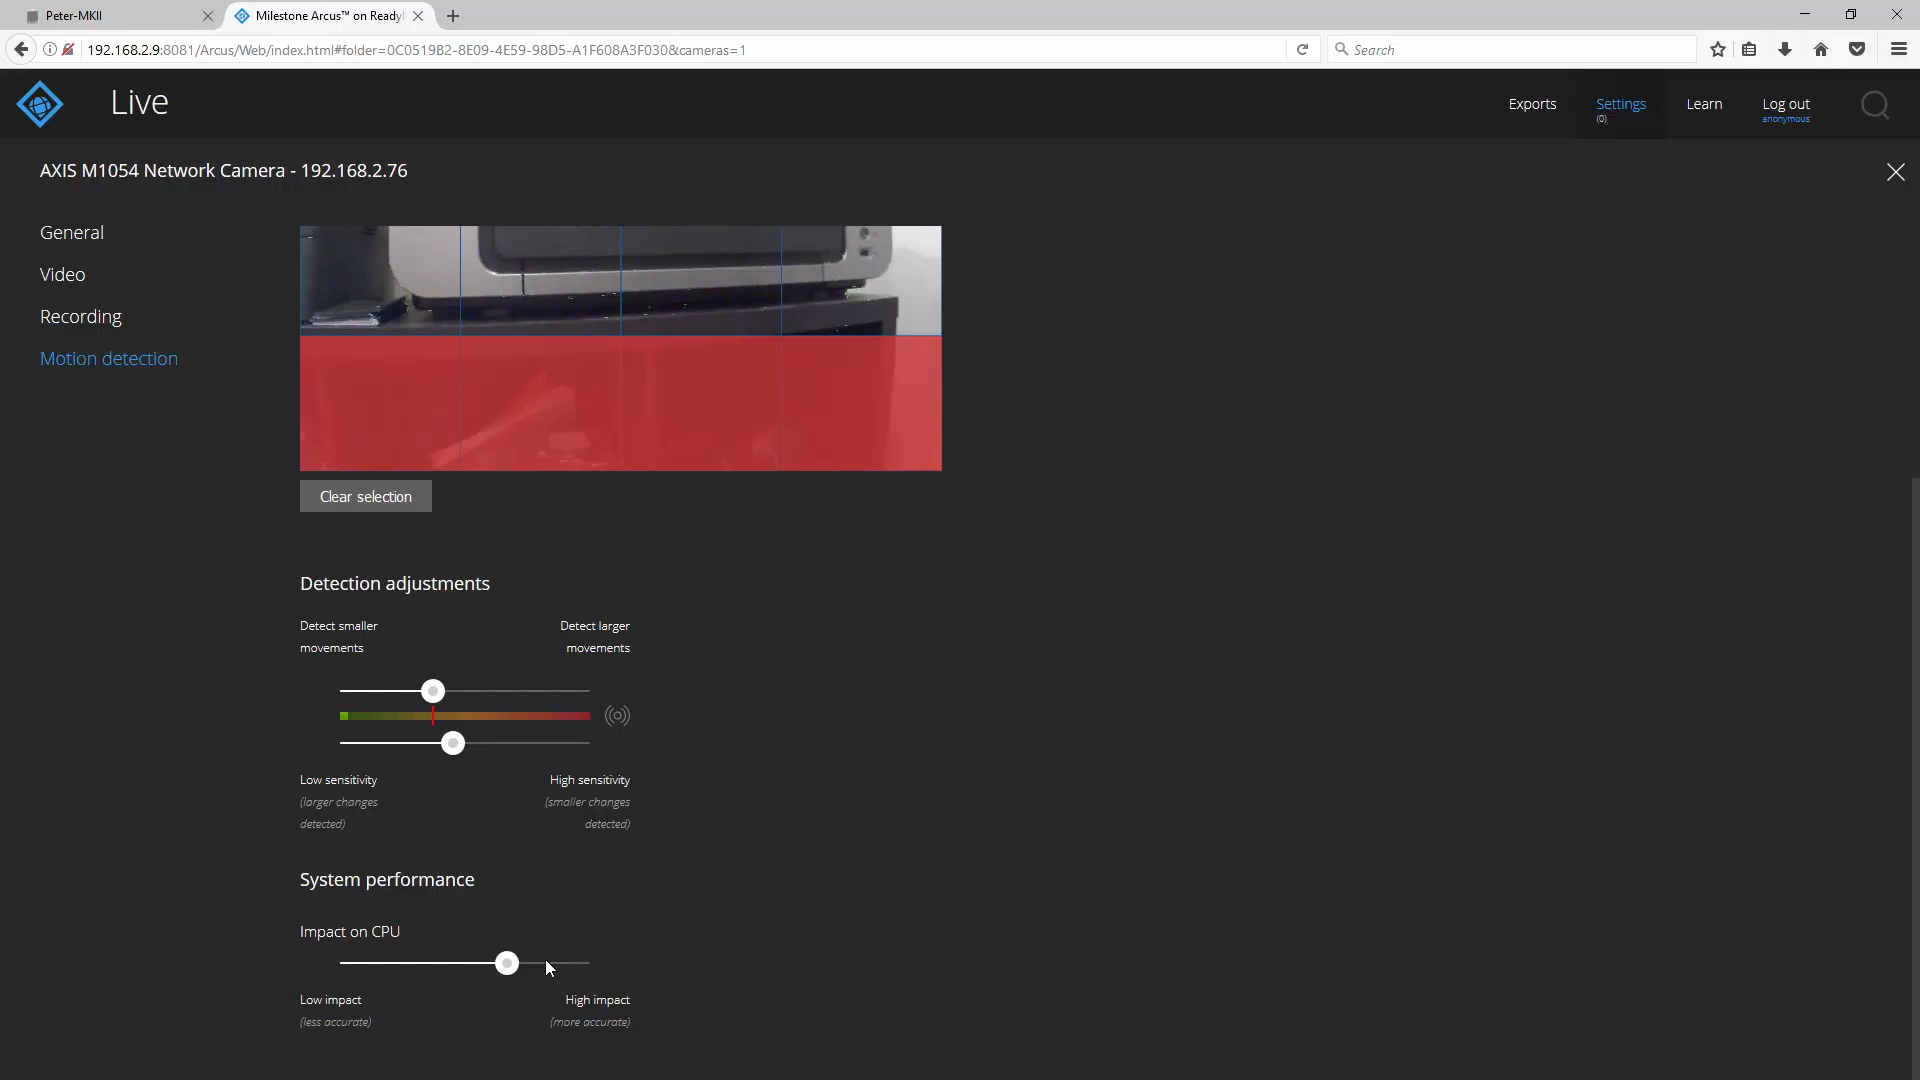 Peter-MKII
Milestone Arcus™ on Ready
192.168.2.9:8081/Arcus/Web/index.html#folder=0C0519B2-8E09-4E59-98D5-A1F608A3F030&cameras=1
Search
Live
Exports
Settings
(0)
Learn
Log out
anonymous
AXIS M1054 Network Camera - 192.168.2.76
General
Video
Recording
Motion detection
Clear selection
Detection adjustments
Detect smaller
movements
Detect larger
movements
Low sensitivity
(larger changes
detected)
High sensitivity
(smaller changes
detected)
System performance
Impact on CPU
Low impact
(less accurate)
High impact
(more accurate)